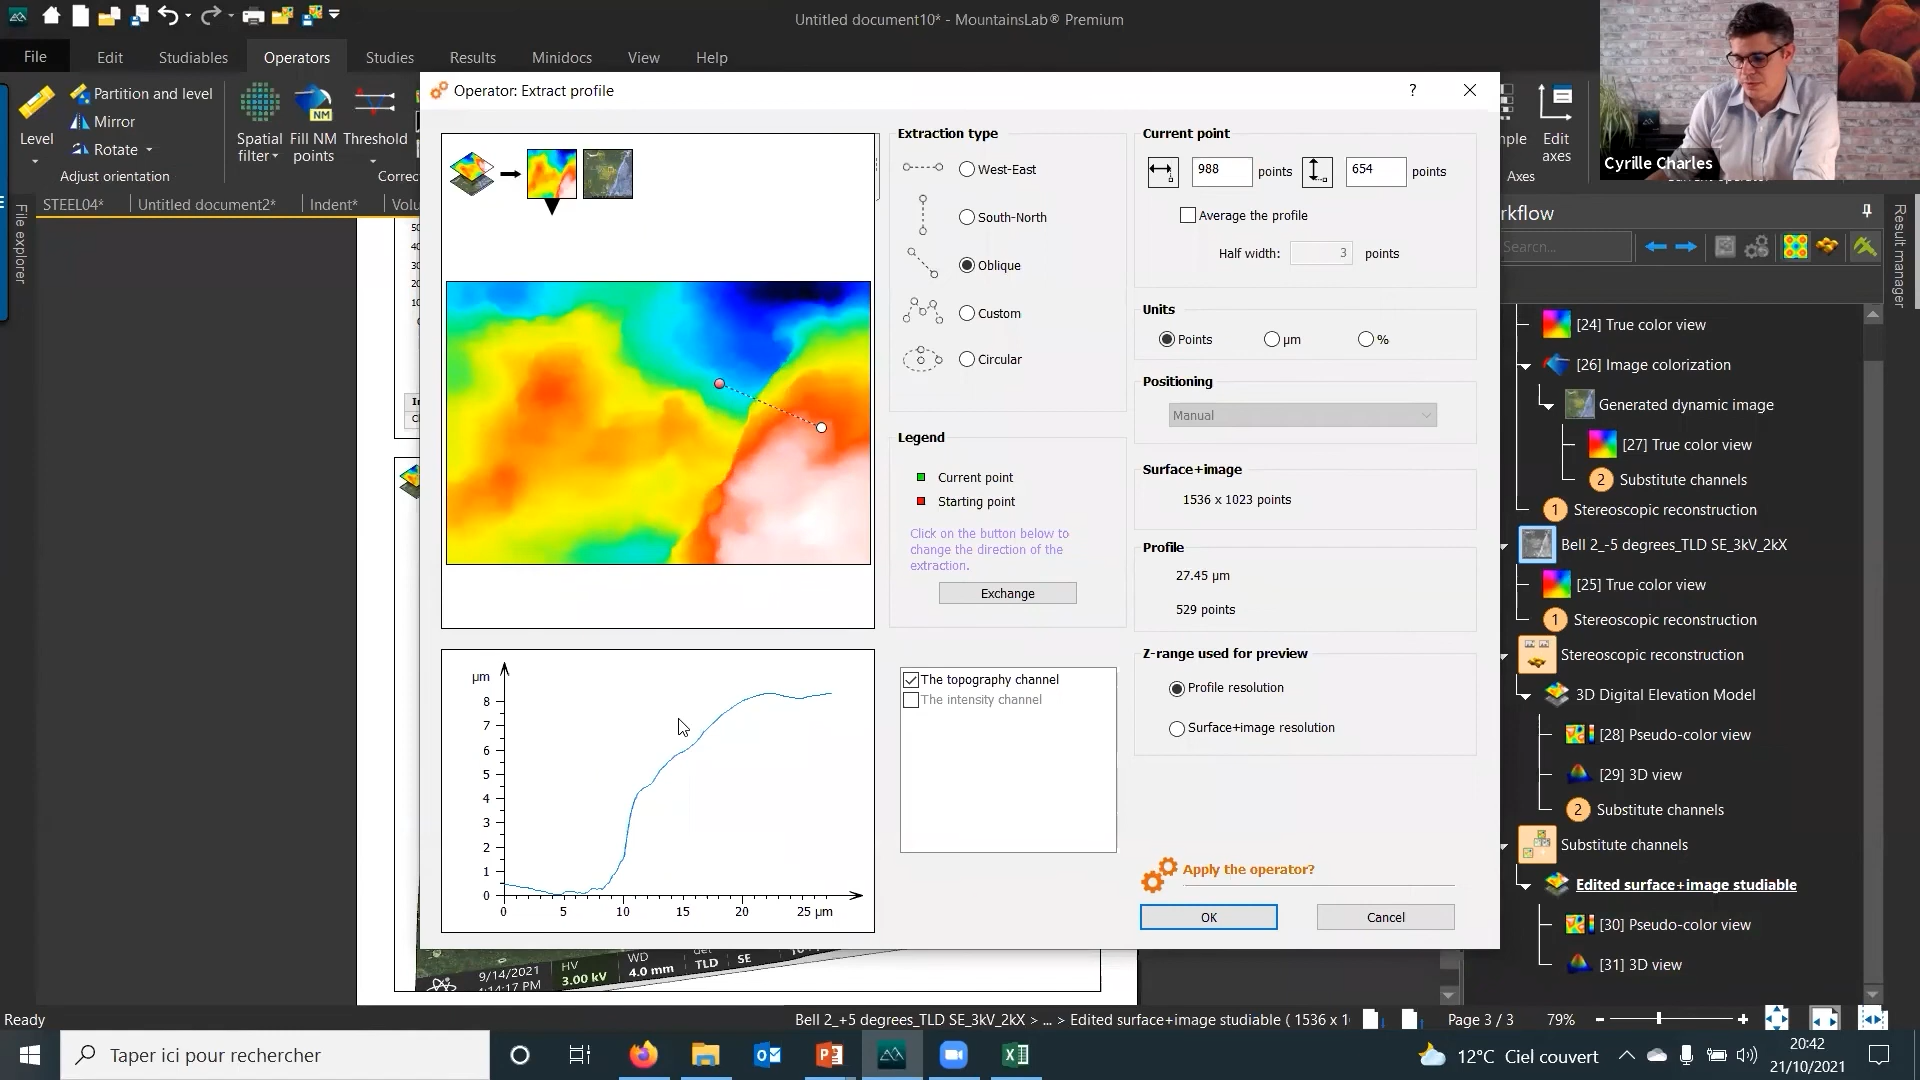 Untitled document10* - MountainsLab® Premium
File
Edit
Studiables
Operators
Studies
Results
Minidocs
View
Help
Level
Partition and level
Mirror
Rotate
Adjust orientation
Spatial
filter
Fill NM
points
NM
Threshold
Correc
mple
Edit
axes
Axes
Cyrille Charles
STEEL04*
Untitled document2*
Indent*
Volu
File explorer
Result manager
Operator: Extract profile
?
Extraction type
West-East
South-North
Oblique
Custom
Circular
Legend
Current point
Starting point
Click on the button below to
change the direction of the
extraction.
Exchange
The topography channel
The intensity channel
Current point
988 points
654 points
Average the profile
Half width: 3 points
Units
Points
µm
%
Positioning
Manual
Surface+image
1536 x 1023 points
Profile
27.45 µm
529 points
Z-range used for preview
Profile resolution
Surface+image resolution
Apply the operator?
OK
Cancel
µm
8
7
6
5
4
3
2
1
0
0 5 10 15 20 25 µm
9/14/2021
4:14:17 PM
HV
3.00 kV
WD
4.0 mm
det
TLD
SE
rkflow
Searcn...
[24] True color view
[26] Image colorization
Generated dynamic image
[27] True color view
2 Substitute channels
1 Stereoscopic reconstruction
Bell 2_-5 degrees_TLD SE_3kV_2kX
[25] True color view
1 Stereoscopic reconstruction
Stereoscopic reconstruction
3D Digital Elevation Model
[28] Pseudo-color view
[29] 3D view
2 Substitute channels
Substitute channels
Edited surface+image studiable
[30] Pseudo-color view
[31] 3D view
Ready
Bell 2_+5 degrees_TLD SE_3kV_2kX > ... > Edited surface+image studiable ( 1536 x 1
Page 3 / 3
79%
Taper ici pour rechercher
12°C Ciel couvert
20:42
21/10/2021